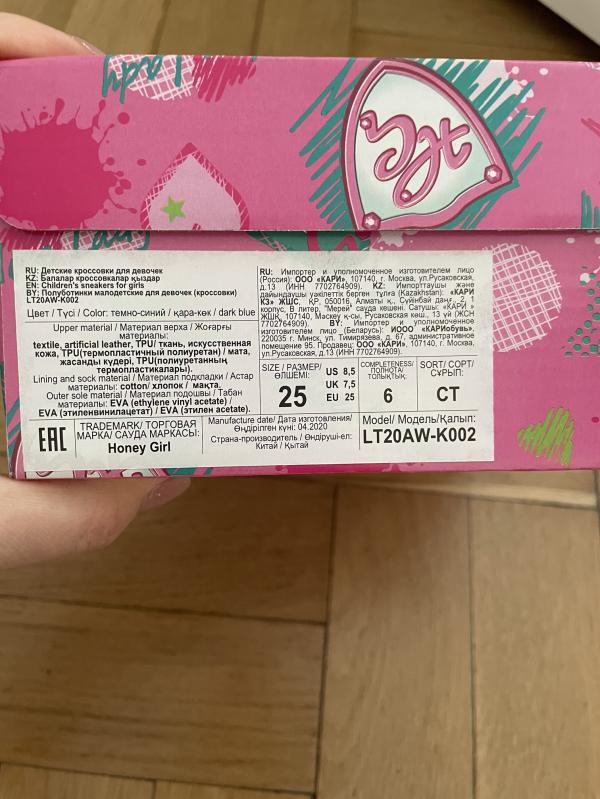 Lady
RU: Детские кроссовки для девочек
KZ: Балалар кроссовкалар қыздар
EN: Children's sneakers for girls
BY: Полуботинки малодетские для девочек (кроссовки)
LT20AW-K002
Цвет / Түсі / Color: темно-синий / қара-көк / dark blue
Upper material / Материал верха / Жоғарғы
материалы:
textile, artificial leather, TPU/ ткань, искусственная
кожа, TPU(термопластичный полиуретан) / мата,
жасанды күдері, TPU(полиуретанның
термопластикалары).
Lining and sock material / Материал подкладки / Астар
материалы: cotton/ хлопок / мақта.
Outer sole material / Материал подошвы / Табан
материалы: EVA (ethylene vinyl acetate) /
EVA (этиленвинилацетат) / EVA (этилен ацетате).
RU: Импортер и уполномоченное изготовителем лицо
(Россия): ООО «КАРИ», 107140, г. Москва, ул.Русаковская,
д.13 (ИНН 7702764909). KZ: Импорттаушы және
дайындаушы уәкілеттік берген тұлға (Kazakhstan): «КАРИ
КЗ» ЖШС, ҚР, 050016, Алматы қ., Суйінбай даңғ., 2, 1
корпус, В литер, "Мерей" сауда кешені. Сатушы: «КАРИ »
ЖШҚ, 107140, Мәскеу қ-сы, Русаковская көш., 13 үй (ЖСН
7702764909). BY: Импортер и уполномоченное
изготовителем лицо (Беларусь): ИООО «КАРИобувь»,
220035 г. Минск, ул. Тимирязева, д. 67, административное
помещение 95. Продавец: ООО «КАРИ», 107140, г. Москва,
ул.Русаковская, д.13 (ИНН 7702764909).
SIZE / РАЗМЕР/
ӨЛШЕМІ:
25
US 8,5
UK 7,5
EU 25
COMPLETENESS/
ПОЛНОТА/
ТОЛЫҚТЫҚ:
6
SORT/ СОРТ/
СҰРЫП:
СТ
EAC
TRADEMARK/ ТОРГОВАЯ
МАРКА/ САУДА МАРКАСЫ:
Honey Girl
Manufacture date/ Дата изготовления/
Өндірілген күні: 04.2020
Страна-производитель / Өндіруші-ел:
Китай / Қытай
Model/ Модель/Қалып:
LT20AW-K002